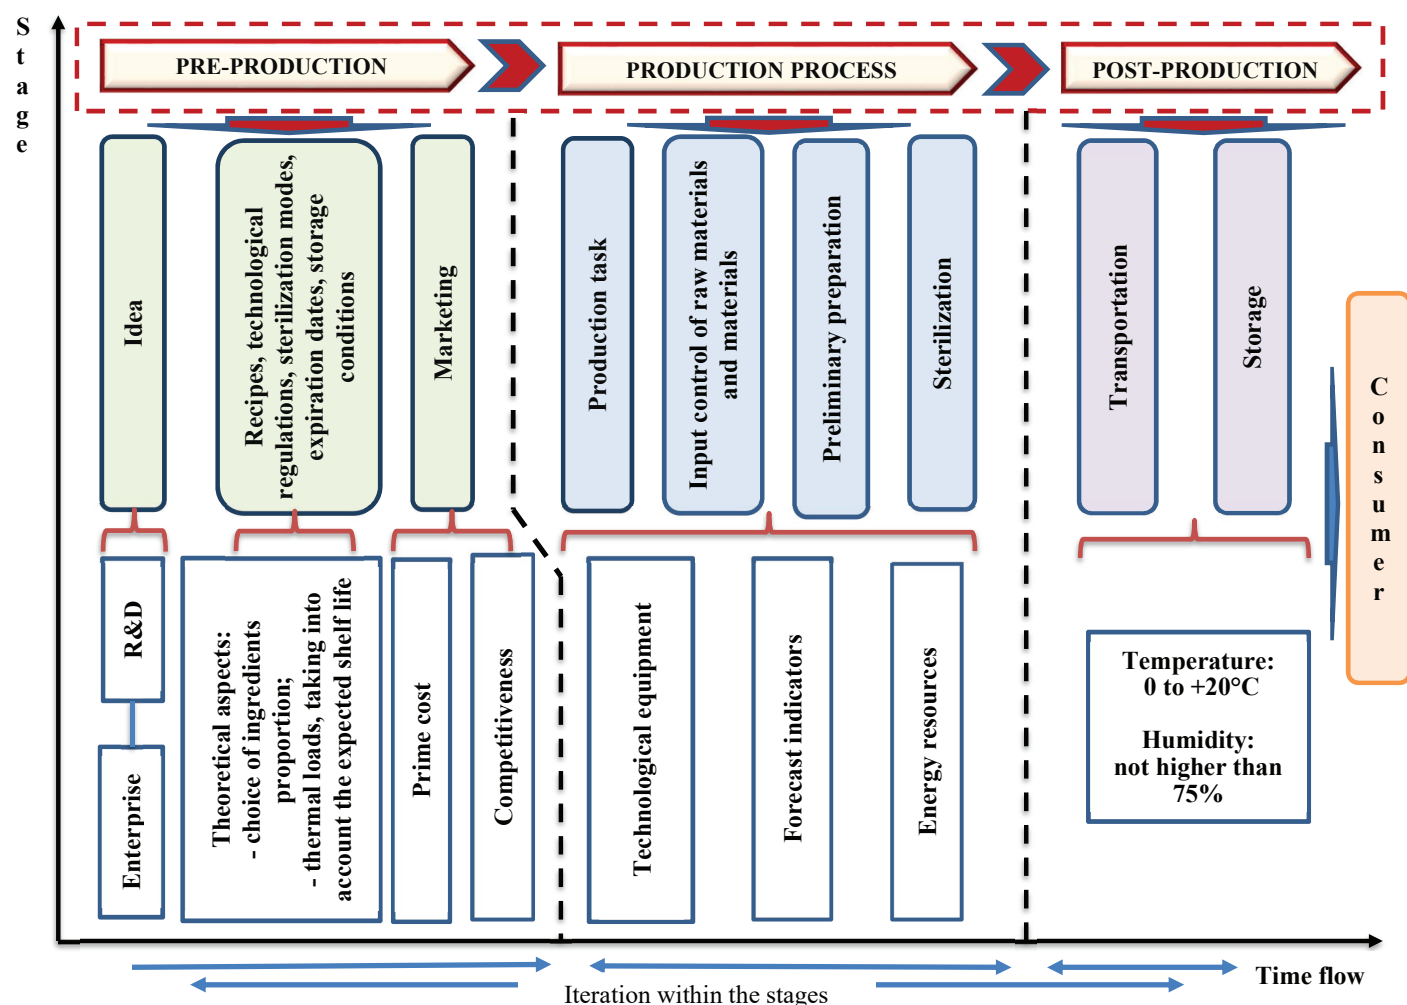 Stage
PRE-PRODUCTION
PRODUCTION PROCESS
POST-PRODUCTION
Idea
Recipes, technological
regulations, sterilization modes,
expiration dates, storage
conditions
Marketing
Production task
Input control of raw materials
and materials
Preliminary preparation
Sterilization
Transportation
Storage
Consumer
R&D
Enterprise
Theoretical aspects:
- choice of ingredients
proportion;
- thermal loads, taking into
account the expected shelf life
Prime cost
Competitiveness
Technological equipment
Forecast indicators
Energy resources
Temperature:
0 to +20°C
Humidity:
not higher than
75%
Time flow
Iteration within the stages